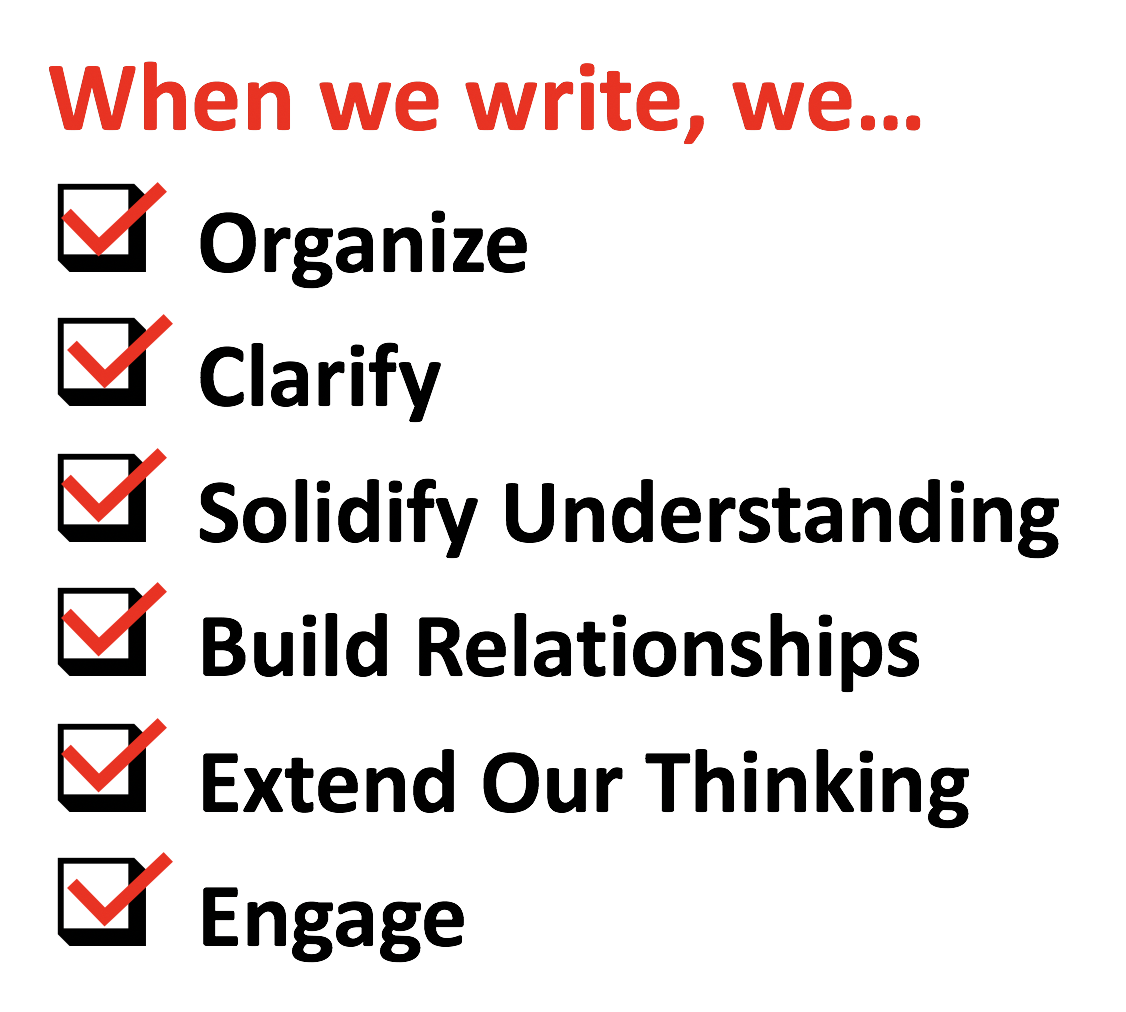 When we write, we...
Organize
Clarify
Solidify Understanding
Build Relationships
Extend Our Thinking
Engage